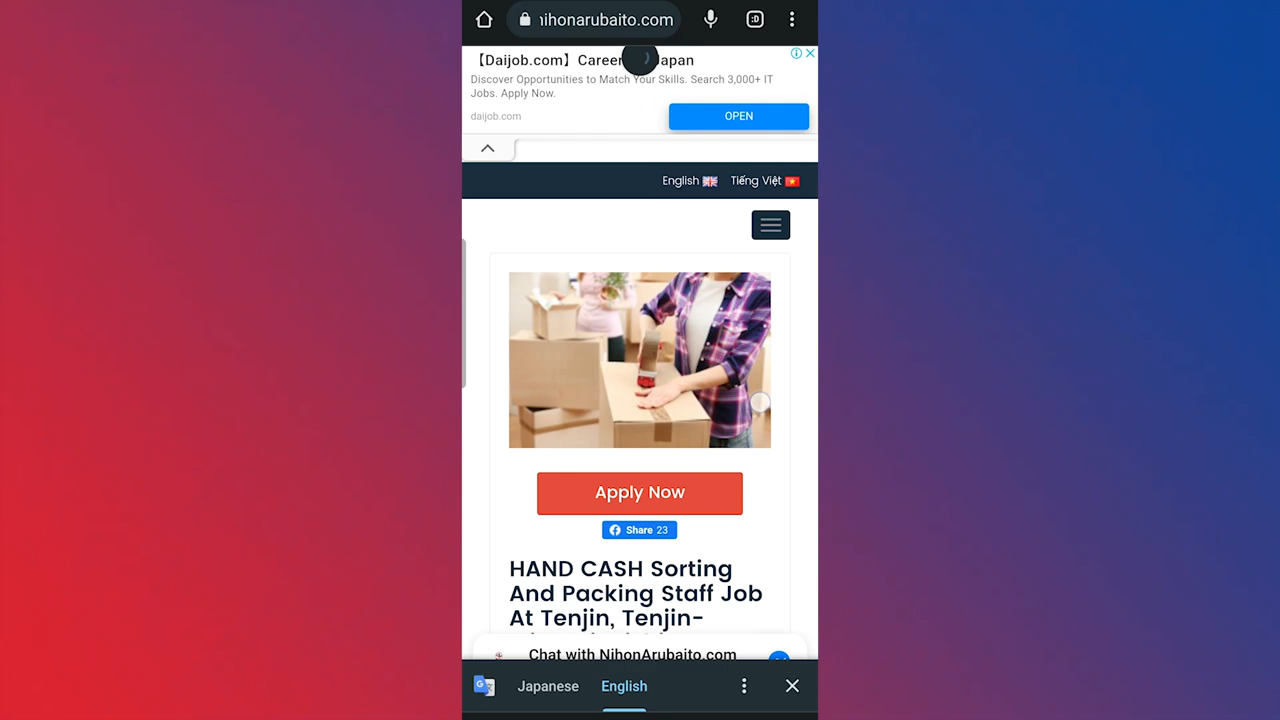 nihonarubaito.com
:D
【Daijob.com】Career Japan
Discover Opportunities to Match Your Skills. Search 3,000+ IT
Jobs. Apply Now.
daijob.com
OPEN
English
Tiếng Việt
Apply Now
Share 23
HAND CASH Sorting
And Packing Staff Job
At Tenjin, Tenjin-
Chat with NihonArubaito.com
Japanese
English